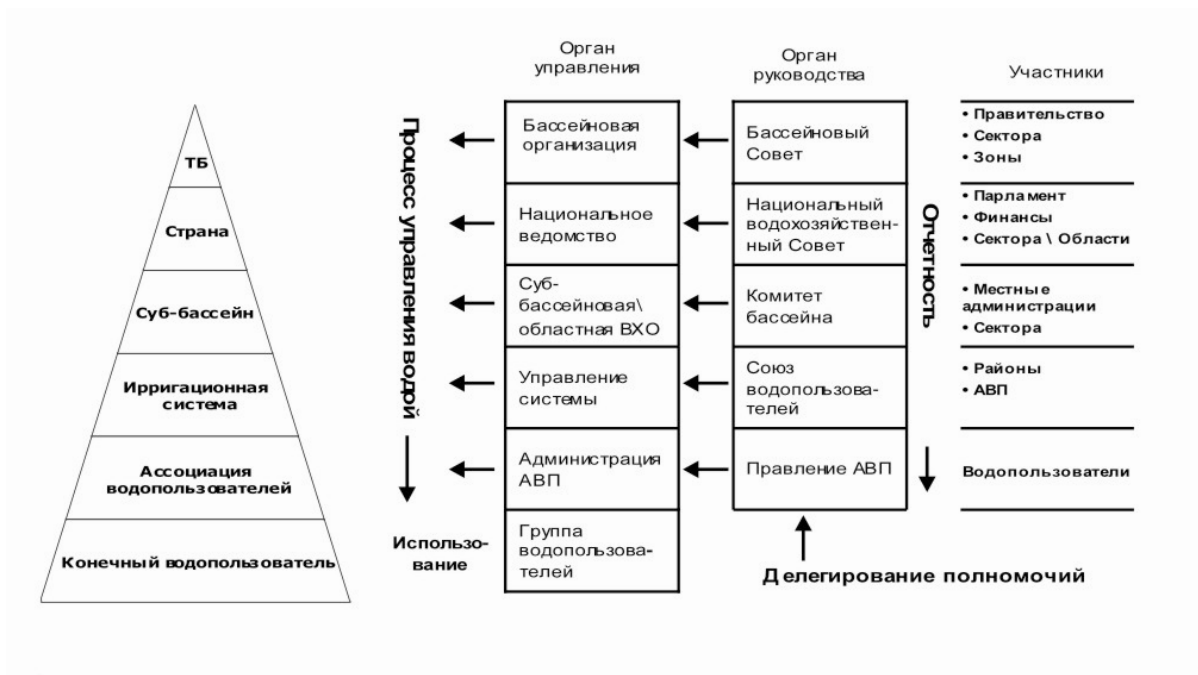 ТБ
Страна
Суб-бассейн
Ирригационная
система
Ассоциация
водопользователей
Конечный водопользователь
Процесс управления водой
Использо-
вание
Орган
управления
Бассейновая
организация
Национальное
ведомство
Суб-
бассейновая\
областная ВХО
Управление
системы
Администрация
АВП
Группа
водопользова-
телей
Орган
руководства
Бассейновый
Совет
Национальный
водохозяйствен-
ный Совет
Комитет
бассейна
Союз
водопользова-
телей
Правление АВП
Отчетность
Делегирование полномочий
Участники
• Правительство
• Сектора
• Зоны
• Парламент
• Финансы
• Сектора \ Области
• Местные
администрации
• Сектора
• Районы
• АВП
Водопользователи